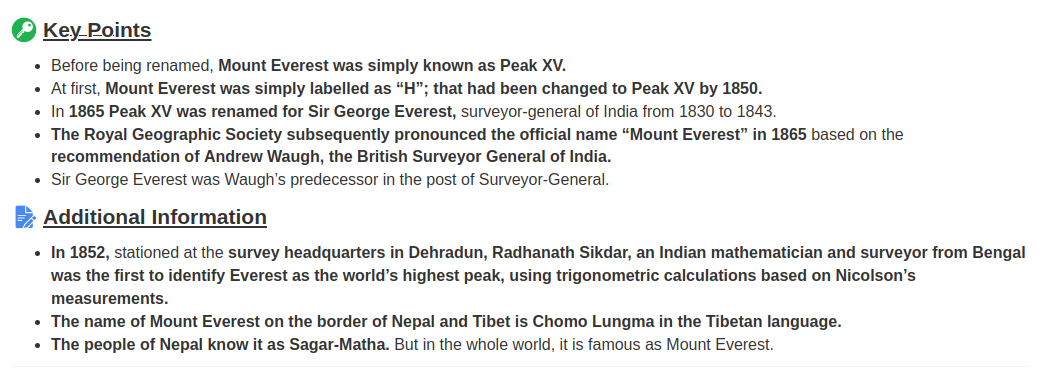 Key Points
Before being renamed, Mount Everest was simply known as Peak XV.
At first, Mount Everest was simply labelled as “H”; that had been changed to Peak XV by 1850.
In 1865 Peak XV was renamed for Sir George Everest, surveyor-general of India from 1830 to 1843.
The Royal Geographic Society subsequently pronounced the official name “Mount Everest” in 1865 based on the
recommendation of Andrew Waugh, the British Surveyor General of India.
Sir George Everest was Waugh’s predecessor in the post of Surveyor-General.
Additional Information
In 1852, stationed at the survey headquarters in Dehradun, Radhanath Sikdar, an Indian mathematician and surveyor from Bengal
was the first to identify Everest as the world’s highest peak, using trigonometric calculations based on Nicolson’s
measurements.
The name of Mount Everest on the border of Nepal and Tibet is Chomo Lungma in the Tibetan language.
The people of Nepal know it as Sagar-Matha. But in the whole world, it is famous as Mount Everest.